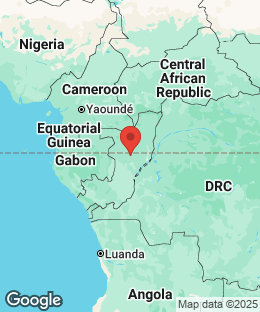 Nigeria
Central
African
Republic
Cameroon
Yaoundé
Equatorial
Guinea
Gabon
DRC
Luanda
Angola
Google
Map data ©2025